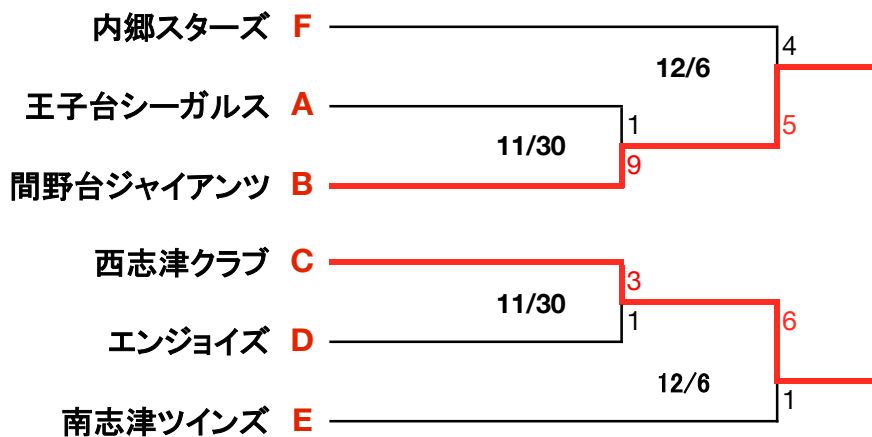 内郷スターズ F
4
12/6
王子台シーガルス A
1
5
11/30
9
間野台ジャイアンツ B
西志津クラブ C
3
11/30
6
1
エンジョイズ D
12/6
1
南志津ツインズ E